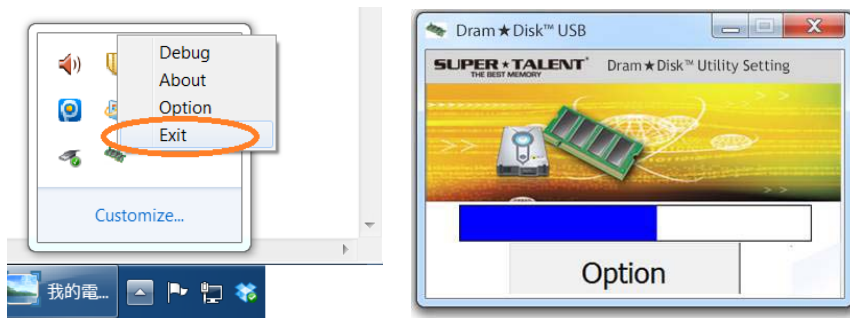 Debug
About
Option
Exit
Customize...
我的電...
Dram★Disk™ USB
SUPER★TALENT™
THE BEST MEMORY
Dram★Disk™ Utility Setting
Option